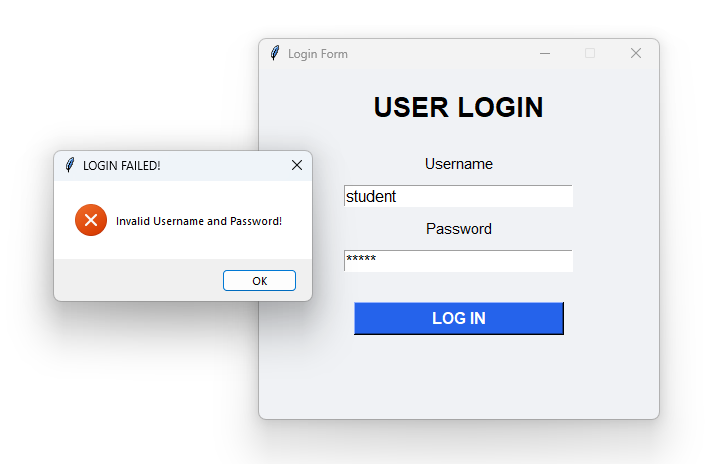 Login Form
USER LOGIN
Username
student
Password
*****
LOG IN
LOGIN FAILED!
Invalid Username and Password!
OK